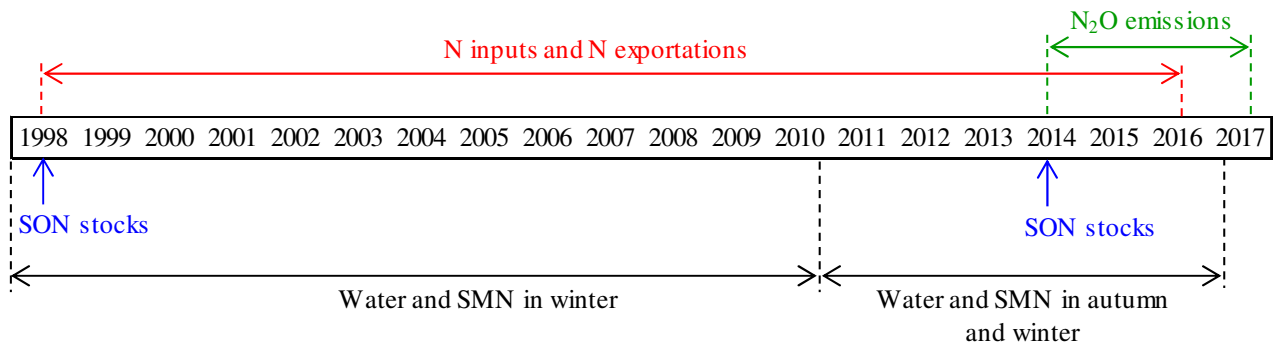 N₂O emissions
N inputs and N exportations
1998 1999 2000 2001 2002 2003 2004 2005 2006 2007 2008 2009 2010 2011 2012 2013 2014 2015 2016 2017
SON stocks
SON stocks
Water and SMN in winter
Water and SMN in autumn
and winter